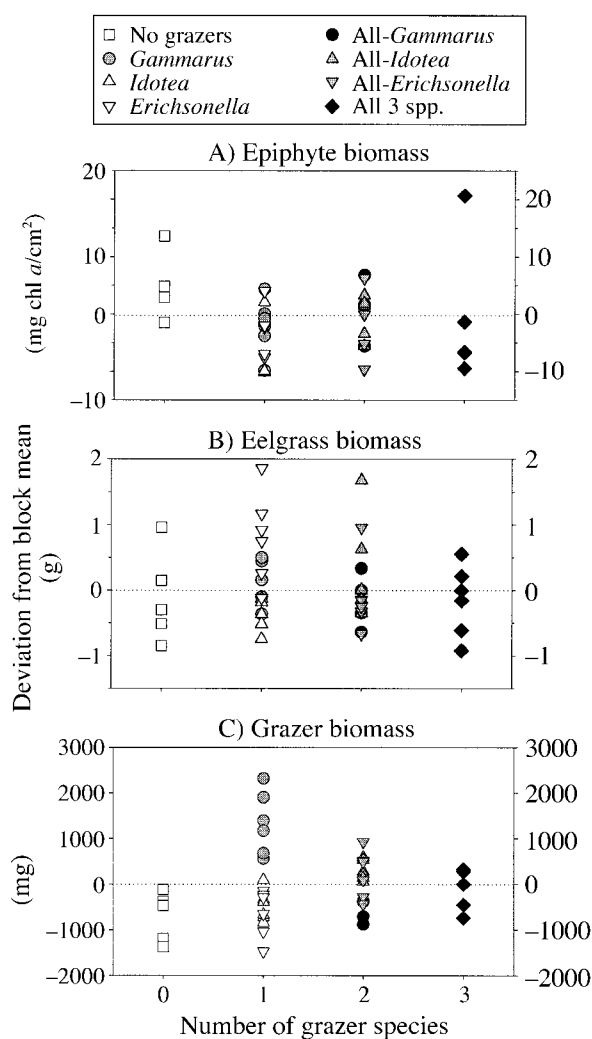 No grazers
Gammarus
Idotea
Erichsonella
All-Gammarus
All-Idotea
All-Erichsonella
All 3 spp.
A) Epiphyte biomass
20
10
0
−10
20
10
0
−10
(mg chl a/cm²)
B) Eelgrass biomass
2
1
0
−1
2
1
0
−1
Deviation from block mean
(g)
C) Grazer biomass
3000
2000
1000
0
−1000
−2000
3000
2000
1000
0
−1000
−2000
(mg)
0 1 2 3
Number of grazer species